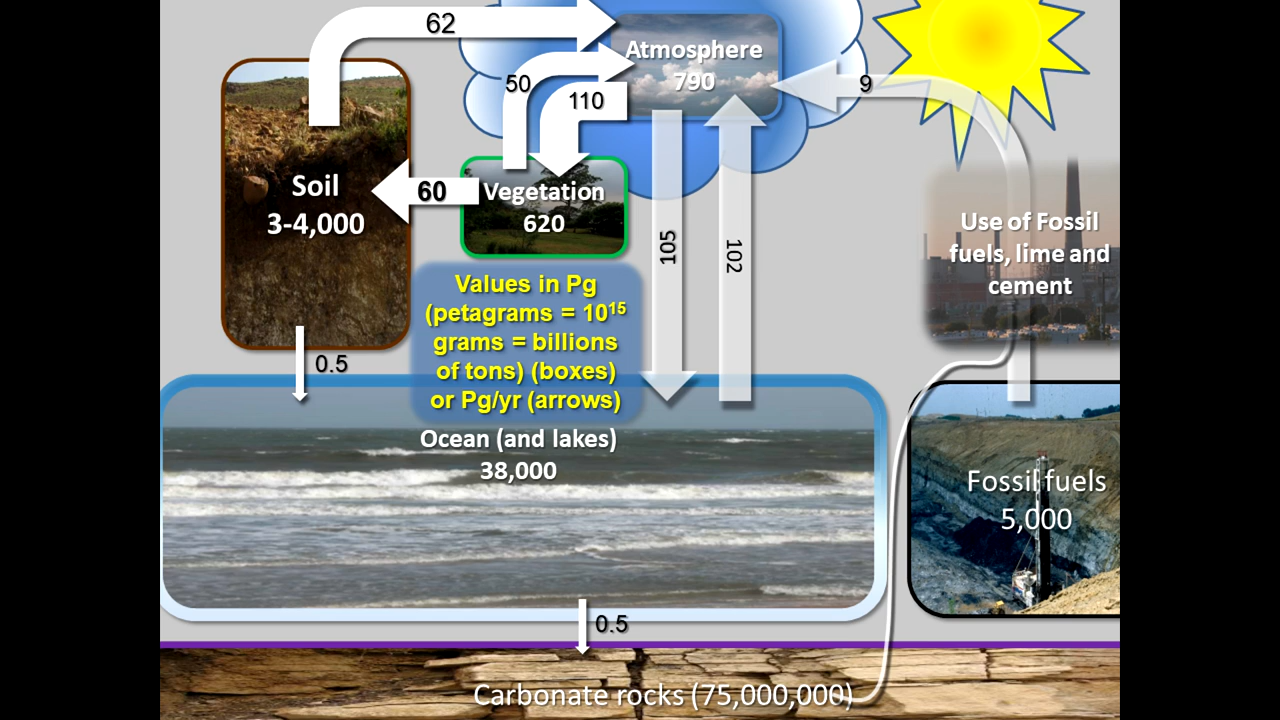 62
Atmosphere
790
50
110
9
Soil
3-4,000
60
Vegetation
620
105
102
Use of Fossil
fuels, lime and
cement
Values in Pg
(petagrams = 10¹⁵
grams = billions
of tons) (boxes)
or Pg/yr (arrows)
0.5
Ocean (and lakes)
38,000
Fossil fuels
5,000
0.5
Carbonate rocks (75,000,000)